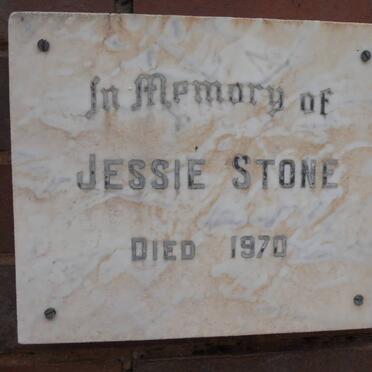 In Memory of
JESSIE STONE
DIED 1970